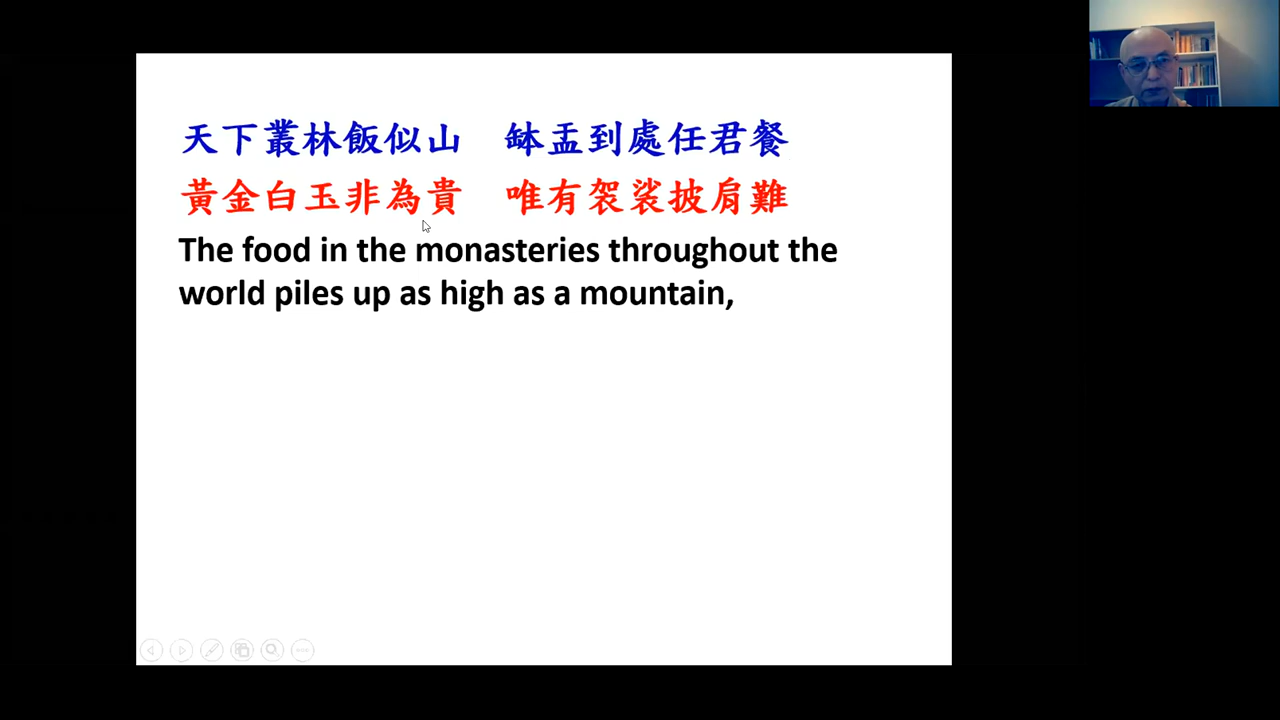 天下叢林飯似山 缽盂到處任君餐
黃金白玉非為貴 唯有袈裟披肩難
The food in the monasteries throughout the
world piles up as high as a mountain,